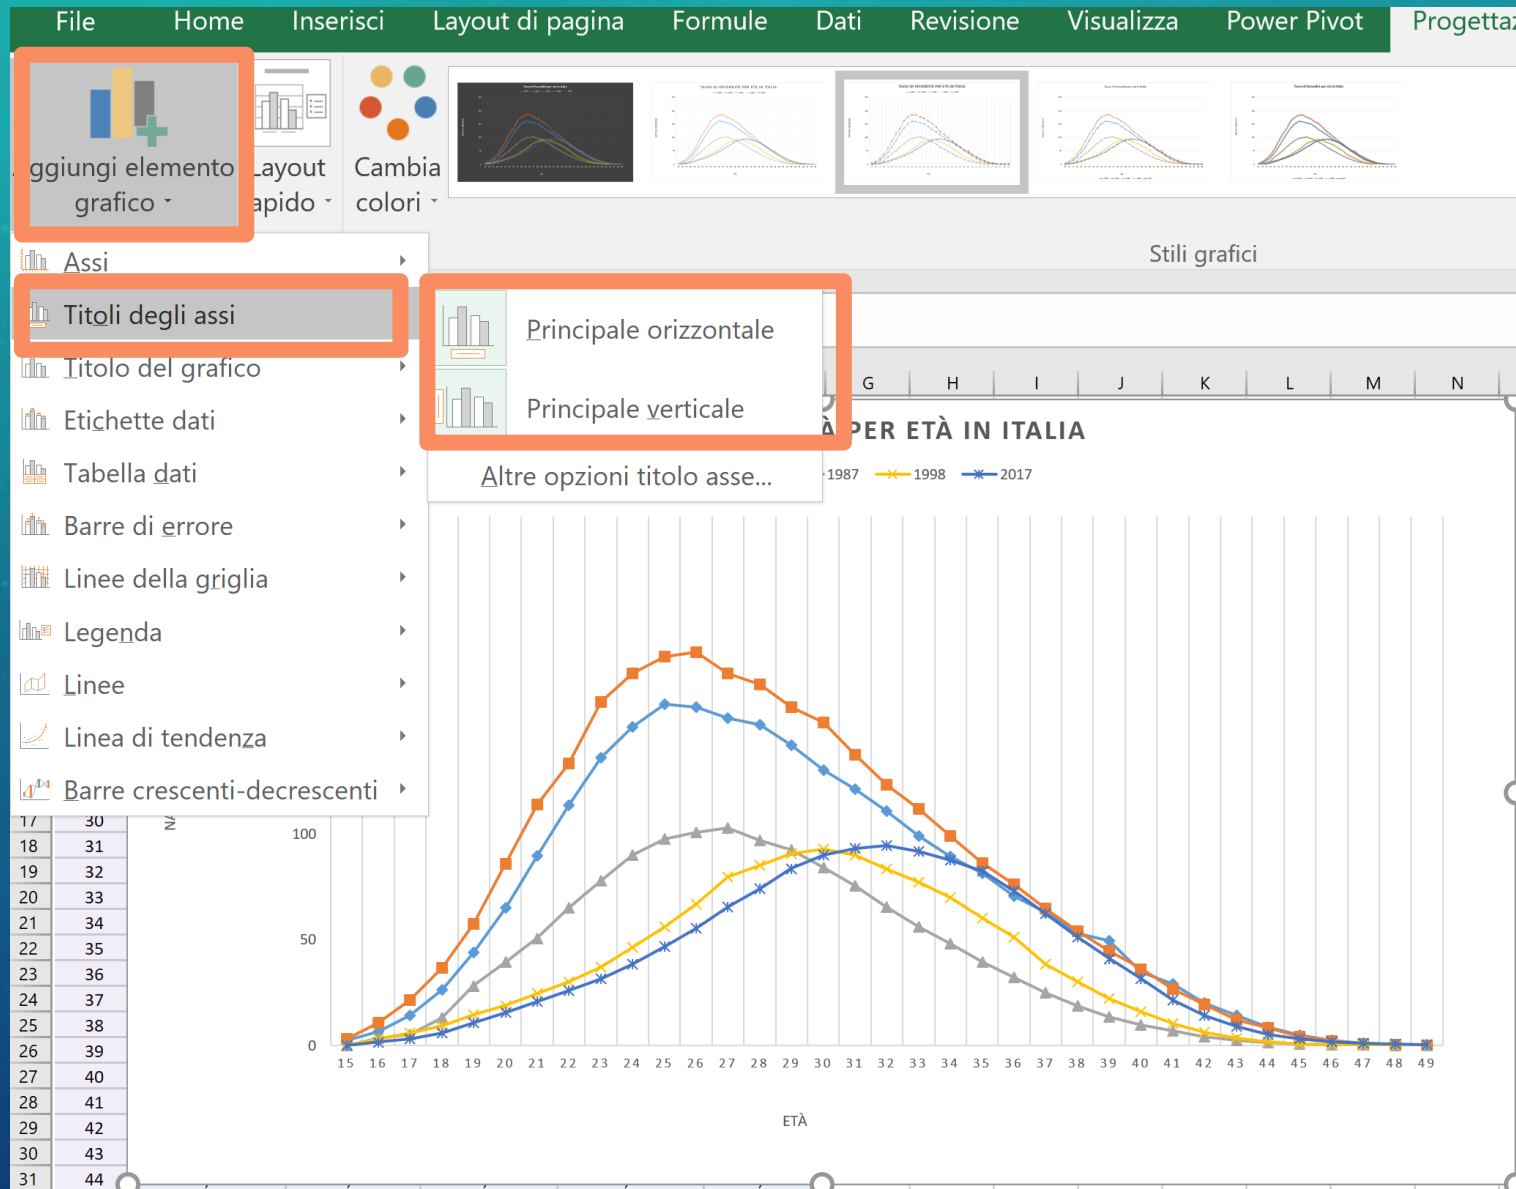 File Home Inserisci Layout di pagina Formule Dati Revisione Visualizza Power Pivot Progettaz
ggiungi elemento
grafico
Layout
apido
Cambia
colori
Stili grafici
Assi
Titoli degli assi
Titolo del grafico
Etichette dati
Tabella dati
Barre di errore
Linee della griglia
Legenda
Linee
Linea di tendenza
Barre crescenti-decrescenti
Principale orizzontale
Principale verticale
Altre opzioni titolo asse...
G H I J K L M N
À PER ETÀ IN ITALIA
1987 1998 2017
NA
100
50
0
15 16 17 18 19 20 21 22 23 24 25 26 27 28 29 30 31 32 33 34 35 36 37 38 39 40 41 42 43 44 45 46 47 48 49
ETÀ
17 30
18 31
19 32
20 33
21 34
22 35
23 36
24 37
25 38
26 39
27 40
28 41
29 42
30 43
31 44